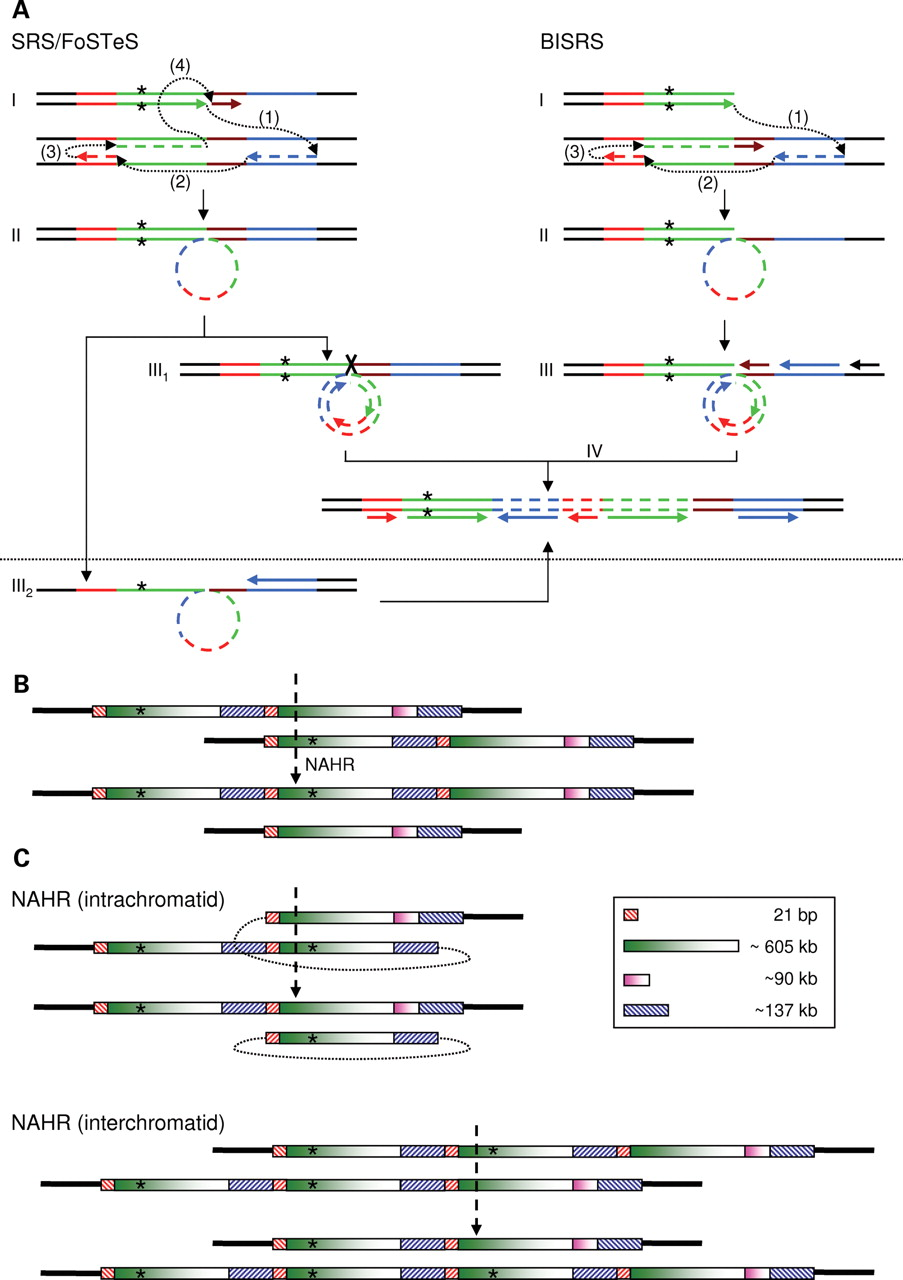 A
SRS/FoSTeS
BISRS
(4)
I
*
*
(1)
(3)
(2)
I
*
*
(1)
(3)
(2)
II
*
*
II
*
*
III1
*
X
*
III
*
*
IV
*
*
III2
*
B
*
*
NAHR
*
*
C
NAHR (intrachromatid)
*
*
*
*
21 bp
~ 605 kb
~90 kb
~137 kb
NAHR (interchromatid)
*
*
*
*
*
*
*
*